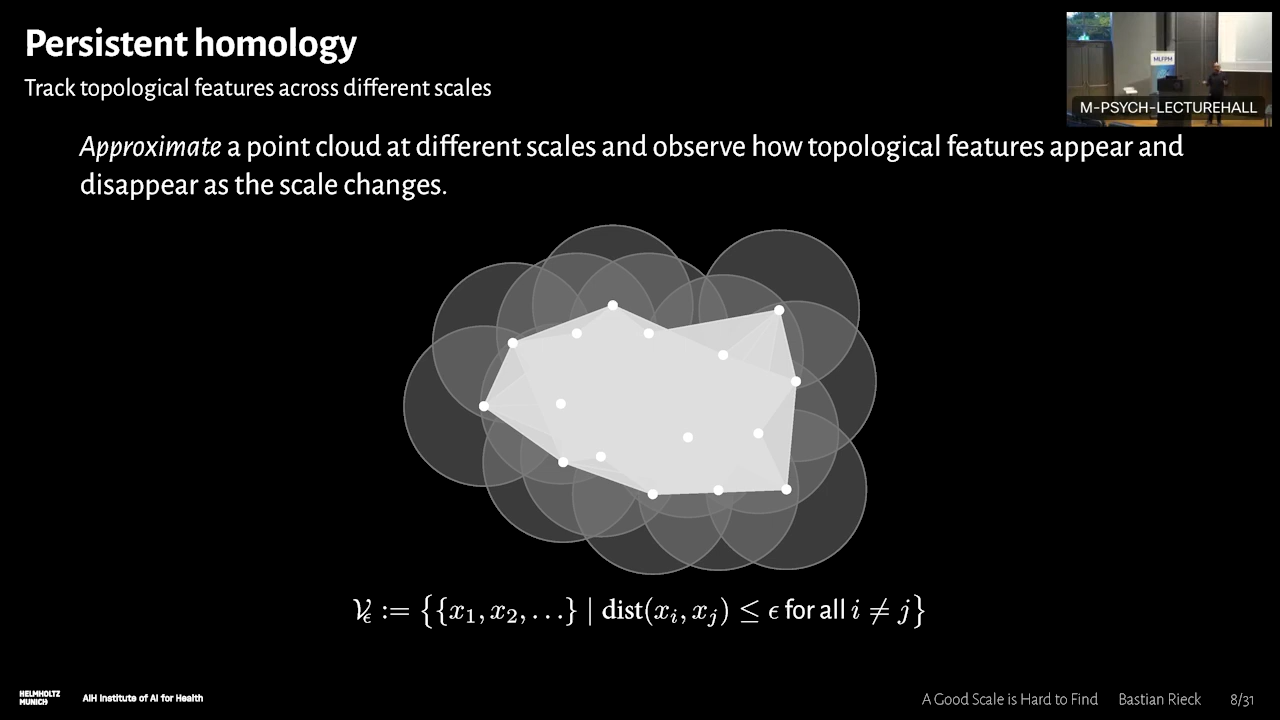 Persistent homology
Track topological features across different scales
MLFPM
M-PSYCH-LECTUREHALL
Approximate a point cloud at different scales and observe how topological features appear and
disappear as the scale changes.
𝒱ϵ := {{x₁, x₂, …} | dist(xᵢ, xⱼ) ≤ ϵ for all i ≠ j}
HELMHOLTZ
MUNICH
AIH Institute of AI for Health
A Good Scale is Hard to Find Bastian Rieck 8/31